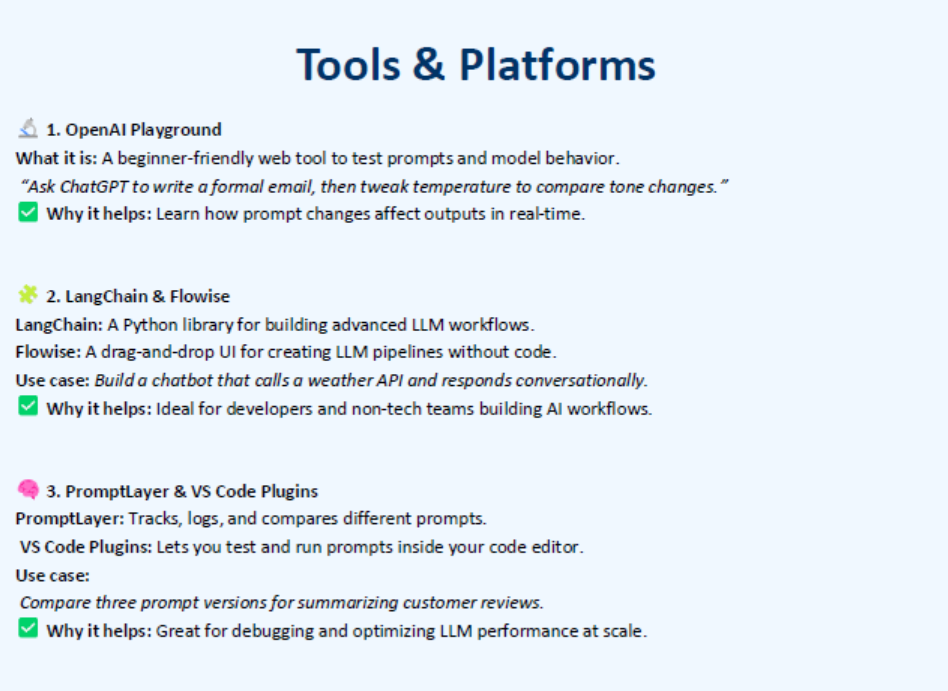 Tools & Platforms
🔬 1. OpenAI Playground
What it is: A beginner-friendly web tool to test prompts and model behavior.
“Ask ChatGPT to write a formal email, then tweak temperature to compare tone changes.”
✅ Why it helps: Learn how prompt changes affect outputs in real-time.
🧩 2. LangChain & Flowise
LangChain: A Python library for building advanced LLM workflows.
Flowise: A drag-and-drop UI for creating LLM pipelines without code.
Use case: Build a chatbot that calls a weather API and responds conversationally.
✅ Why it helps: Ideal for developers and non-tech teams building AI workflows.
🧠 3. PromptLayer & VS Code Plugins
PromptLayer: Tracks, logs, and compares different prompts.
VS Code Plugins: Lets you test and run prompts inside your code editor.
Use case:
Compare three prompt versions for summarizing customer reviews.
✅ Why it helps: Great for debugging and optimizing LLM performance at scale.